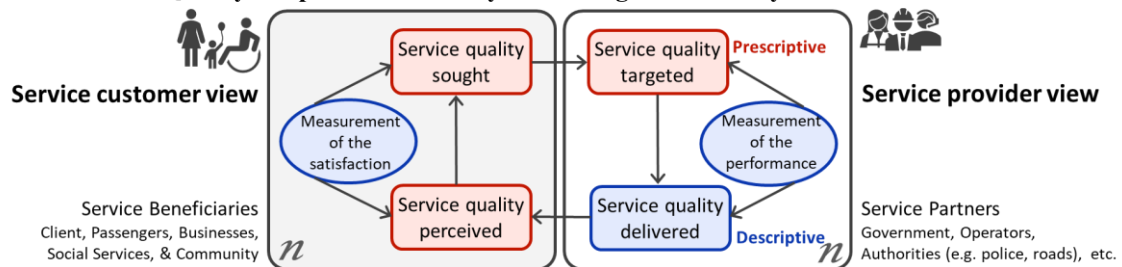 Service customer view
Service Beneficiaries
Client, Passengers, Businesses,
Social Services, & Community
Service quality
sought
Measurement
of the
satisfaction
Service quality
perceived
n
Service quality
targeted
Prescriptive
Measurement
of the
performance
Service quality
delivered
Descriptive
n
Service provider view
Service Partners
Government, Operators,
Authorities (e.g. police, roads), etc.